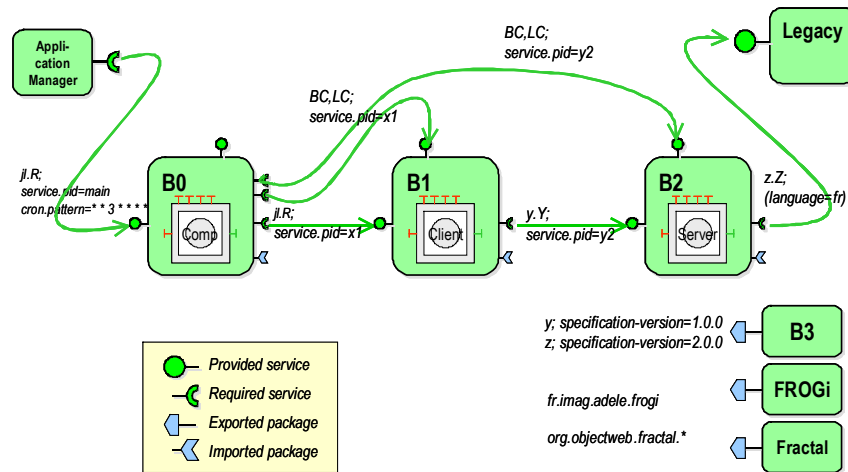 Appli-
cation
Manager
BC,LC;
service.pid=y2
Legacy
BC,LC;
service.pid=x1
jl.R;
service.pid=main
cron.pattern=* * 3 * * * *
B0
Comp
jl.R;
service.pid=x1
B1
Client
y.Y;
service.pid=y2
B2
Server
z.Z;
(language=fr)
y; specification-version=1.0.0
z; specification-version=2.0.0
B3
fr.imag.adele.frogi
FROGi
org.objectweb.fractal.*
Fractal
Provided service
Required service
Exported package
Imported package